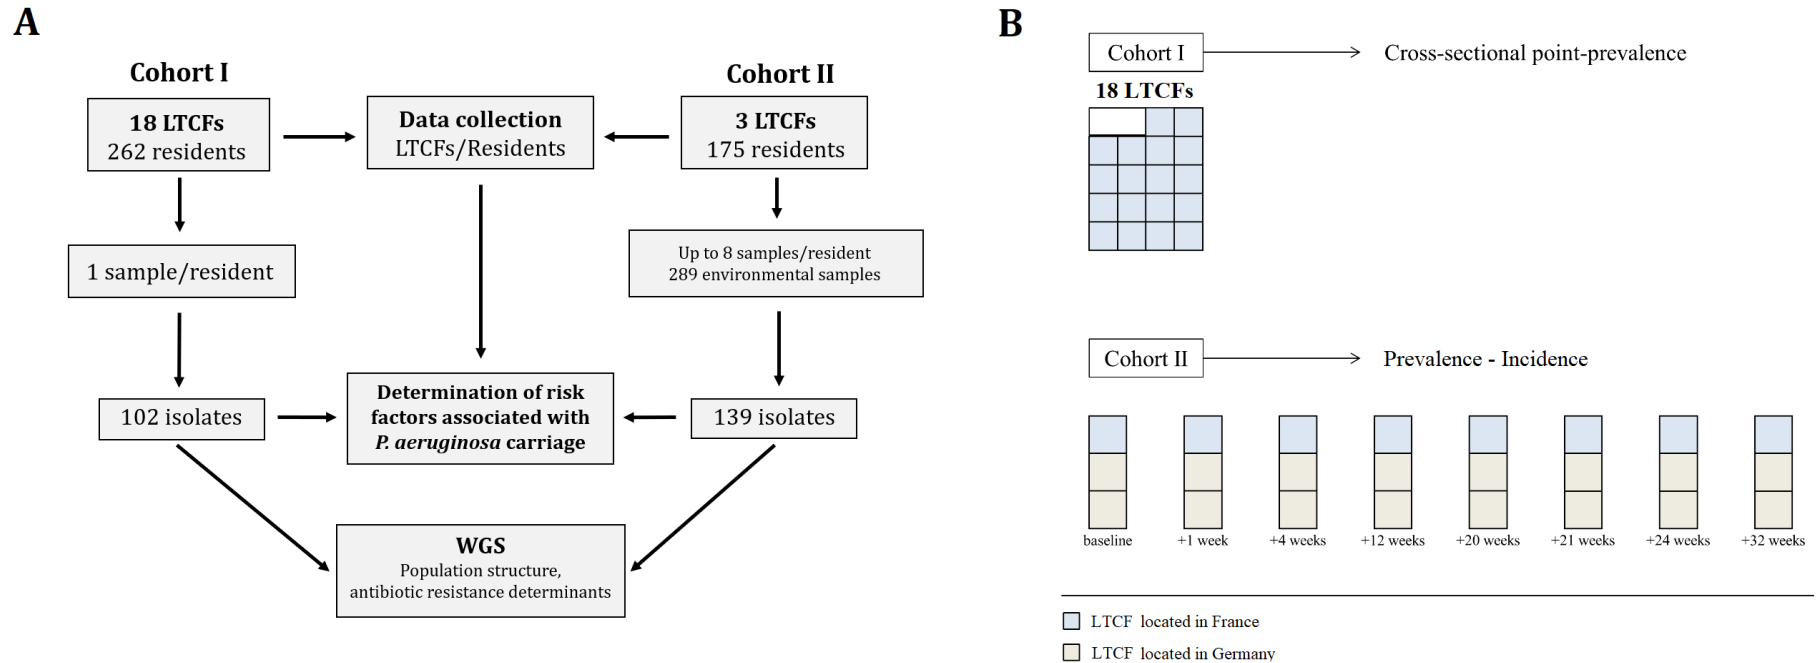 A
Cohort I
18 LTCFs
262 residents
Data collection
LTCFs/Residents
Cohort II
3 LTCFs
175 residents
1 sample/resident
Up to 8 samples/resident
289 environmental samples
102 isolates
Determination of risk
factors associated with
P. aeruginosa carriage
139 isolates
WGS
Population structure,
antibiotic resistance determinants
B
Cohort I
Cross-sectional point-prevalence
18 LTCFs
Cohort II
Prevalence - Incidence
baseline
+1 week
+4 weeks
+12 weeks
+20 weeks
+21 weeks
+24 weeks
+32 weeks
LTCF located in France
LTCF located in Germany